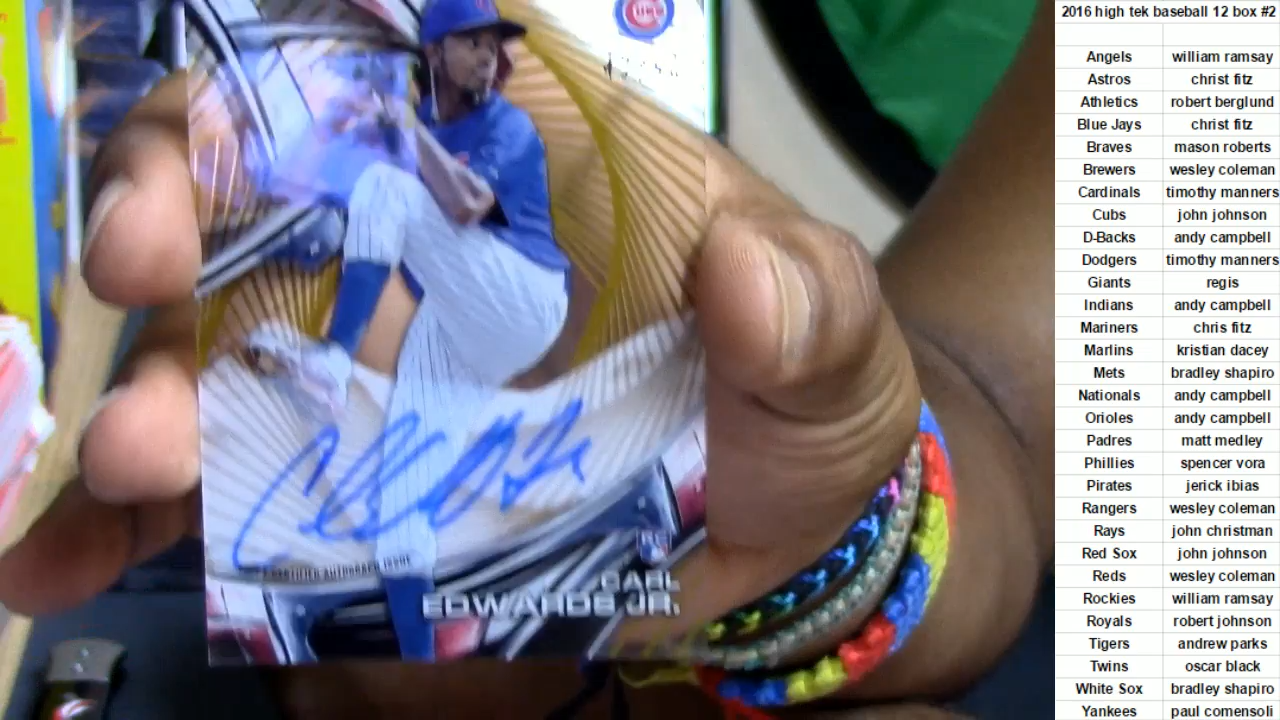 2016 high tek baseball 12 box #2
Angels william ramsay
Astros christ fitz
Athletics robert berglund
Blue Jays christ fitz
Braves mason roberts
Brewers wesley coleman
Cardinals timothy manners
Cubs john johnson
D-Backs andy campbell
Dodgers timothy manners
Giants regis
Indians andy campbell
Mariners chris fitz
Marlins kristian dacey
Mets bradley shapiro
Nationals andy campbell
Orioles andy campbell
Padres matt medley
Phillies spencer vora
Pirates jerick ibias
Rangers wesley coleman
Rays john christman
Red Sox john johnson
Reds wesley coleman
Rockies william ramsay
Royals robert johnson
Tigers andrew parks
Twins oscar black
White Sox bradley shapiro
Yankees paul comensoli
CERTIFIED AUTOGRAPH ISSUE
RC
CARL
EDWARDS JR.